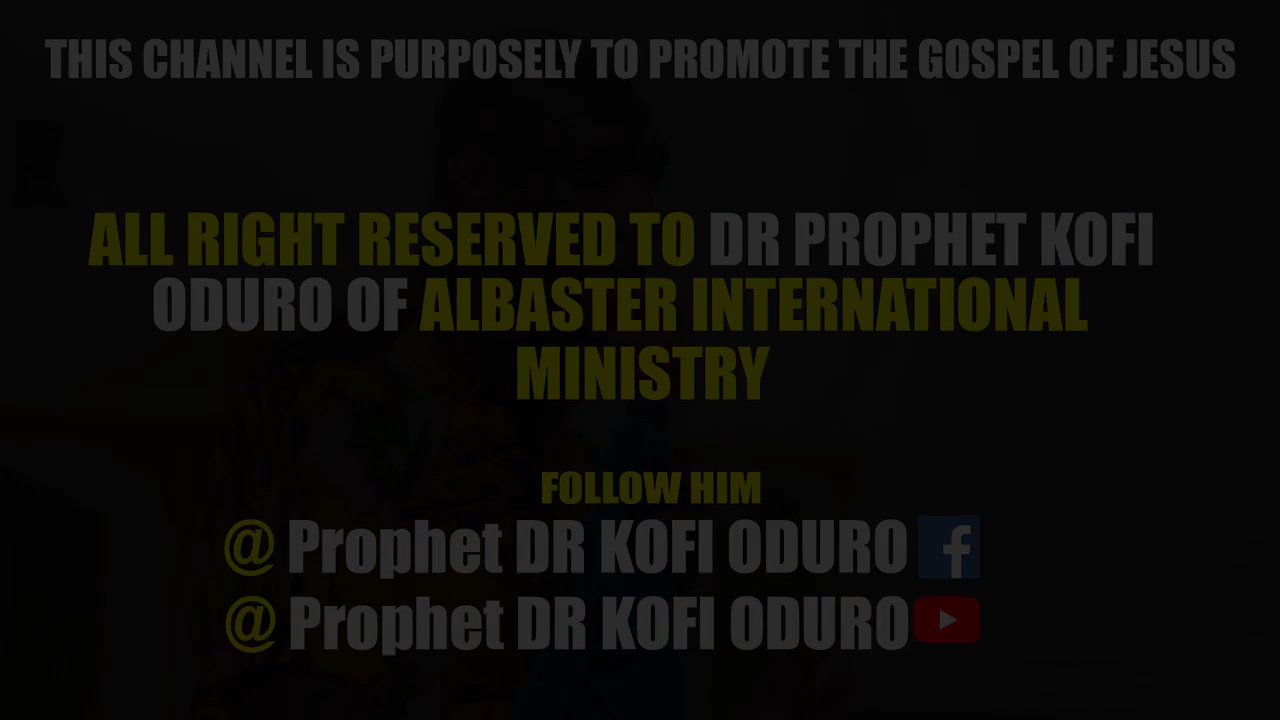 THIS CHANNEL IS PURPOSELY TO PROMOTE THE GOSPEL OF JESUS
ALL RIGHT RESERVED TO DR PROPHET KOFI
ODURO OF ALBASTER INTERNATIONAL
MINISTRY
FOLLOW HIM
@ Prophet DR KOFI ODURO f
@ Prophet DR KOFI ODURO